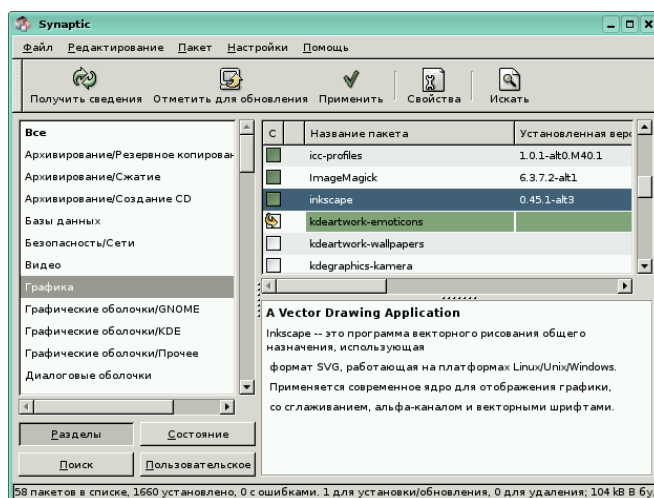 Synaptic
Файл Редактирование Пакет Настройки Помощь
Получить сведения Отметить для обновления Применить Свойства Искать
Все
Архивирование/Резервное копирован
Архивирование/Сжатие
Архивирование/Создание CD
Базы данных
Безопасность/Сети
Видео
Графика
Графические оболочки/GNOME
Графические оболочки/KDE
Графические оболочки/Прочее
Диалоговые оболочки
Разделы Состояние
Поиск Пользовательское
С Название пакета Установленная верс
icc-profiles 1.0.1-alt0.M40.1
ImageMagick 6.3.7.2-alt1
inkscape 0.45.1-alt3
kdeartwork-emoticons
kdeartwork-wallpapers
kdegraphics-kamera
A Vector Drawing Application
Inkscape -- это программа векторного рисования общего
назначения, использующая
формат SVG, работающая на платформах Linux/Unix/Windows.
Применяется современное ядро для отображения графики,
со сглаживанием, альфа-каналом и векторными шрифтами.
58 пакетов в списке, 1660 установлено, 0 с ошибками. 1 для установки/обновления, 0 для удаления; 104 kB В бу